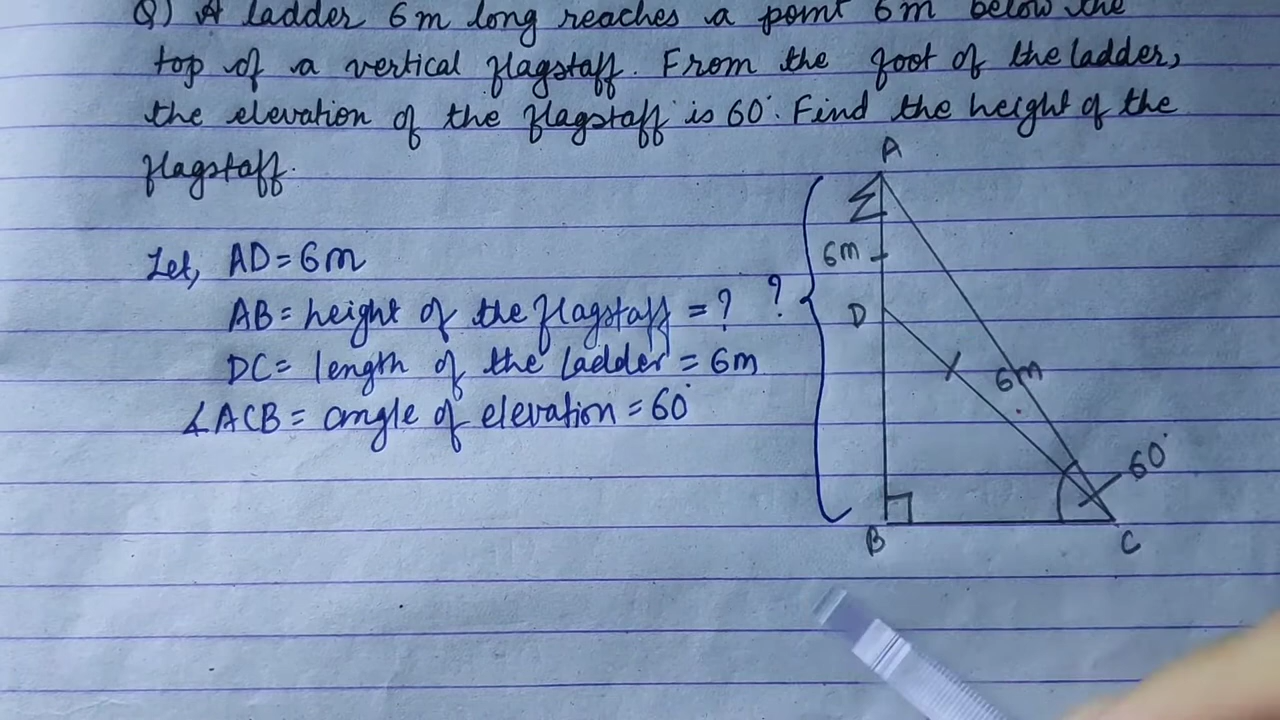 Q) A ladder 6m long reaches a point 6m below the
top of a vertical flagstaff. From the foot of the ladder,
the elevation of the flagstaff is 60°. Find the height of the
flagstaff.
Let, AD=6m
AB= height of the flagstaff = ?
DC= length of the ladder = 6m
∠ACB= angle of elevation = 60°
A
6m
?
D
6m
60°
B
C